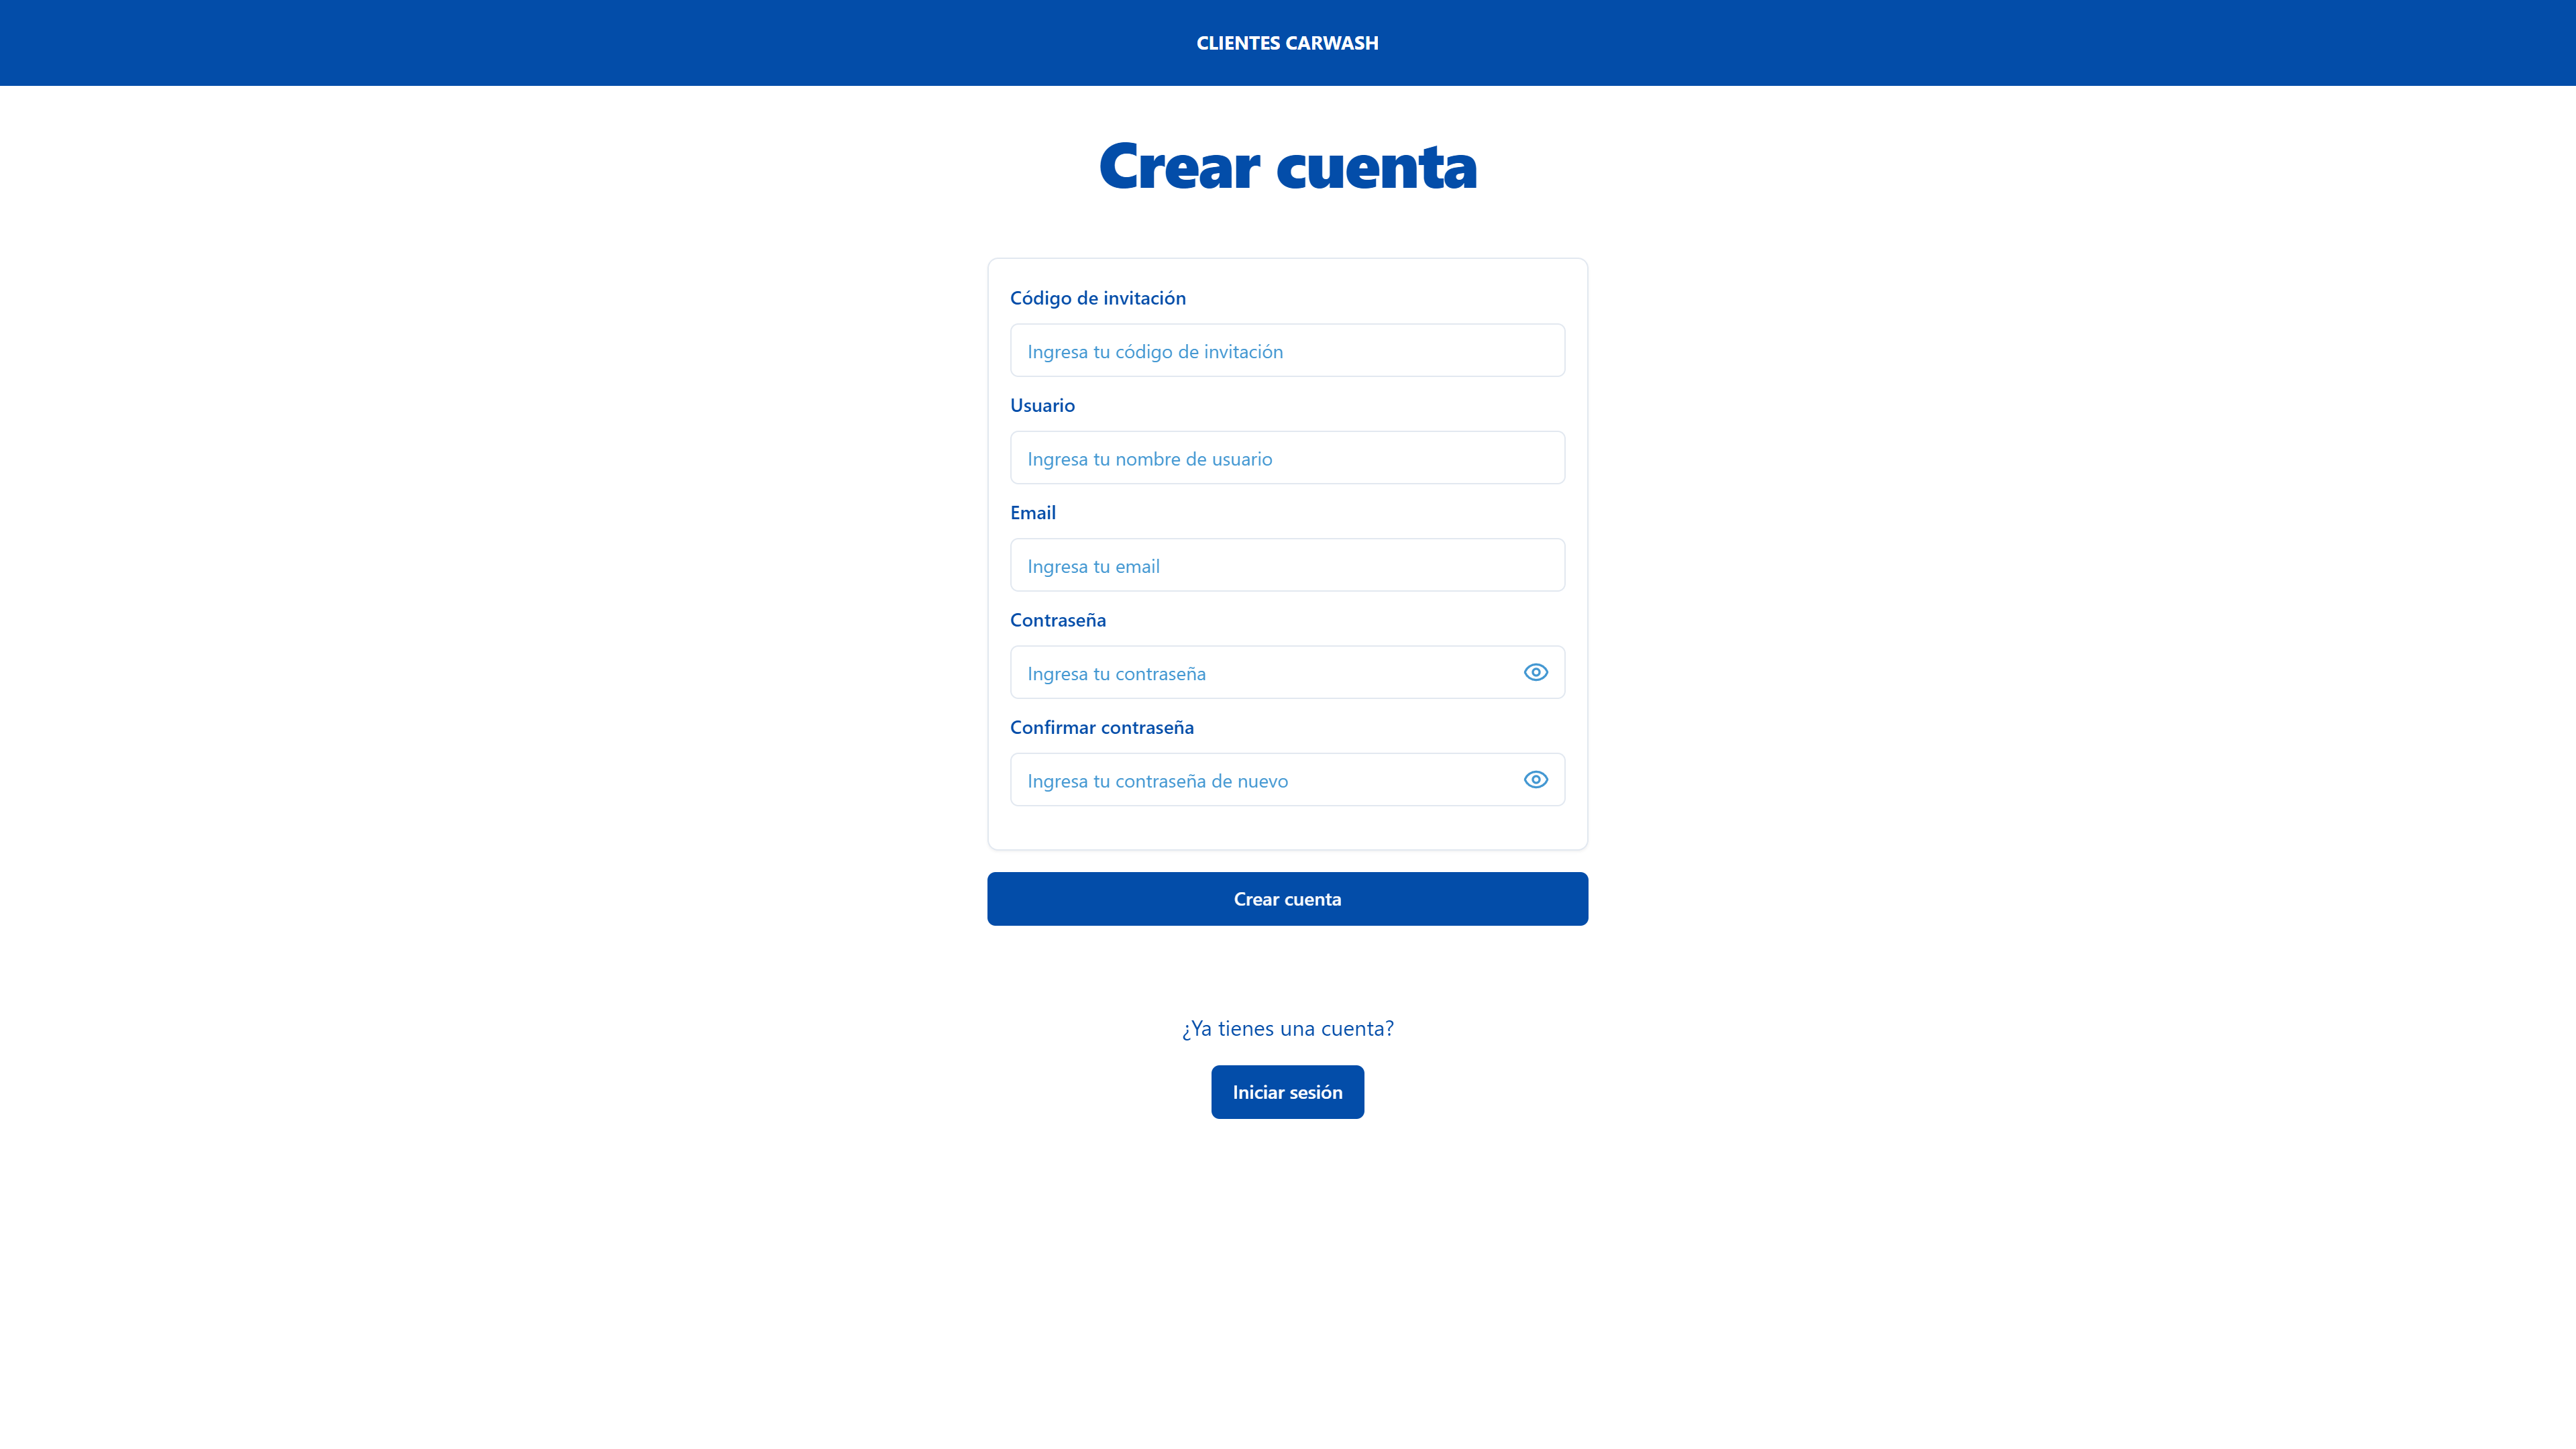 CLIENTES CARWASH
Crear cuenta
Código de invitación
Ingresa tu código de invitación
Usuario
Ingresa tu nombre de usuario
Email
Ingresa tu email
Contraseña
Ingresa tu contraseña
Confirmar contraseña
Ingresa tu contraseña de nuevo
Crear cuenta
¿Ya tienes una cuenta?
Iniciar sesión